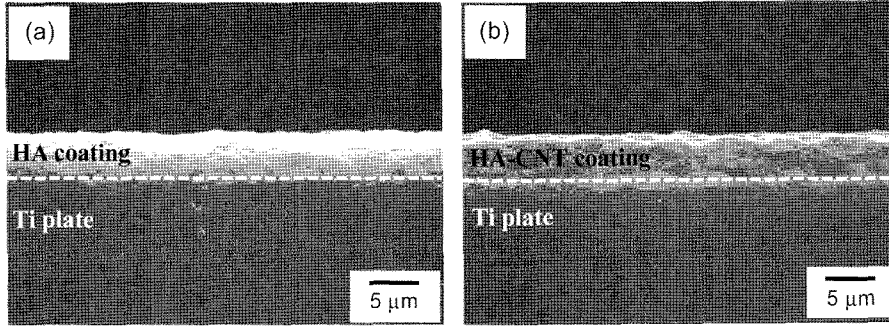 (a)
HA coating
Ti plate
5 μm
(b)
HA-CNT coating
Ti plate
5 μm